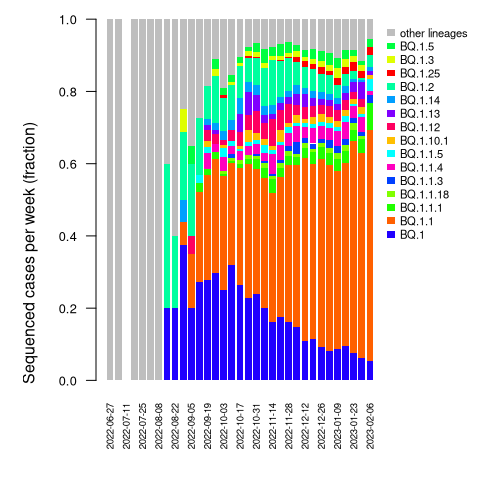 Sequenced cases per week (fraction)
1.0
0.8
0.6
0.4
0.2
0.0
2022-06-27
2022-07-11
2022-07-25
2022-08-08
2022-08-22
2022-09-05
2022-09-19
2022-10-03
2022-10-17
2022-10-31
2022-11-14
2022-11-28
2022-12-12
2022-12-26
2023-01-09
2023-01-23
2023-02-06
other lineages
BQ.1.5
BQ.1.3
BQ.1.25
BQ.1.2
BQ.1.14
BQ.1.13
BQ.1.12
BQ.1.10.1
BQ.1.1.5
BQ.1.1.4
BQ.1.1.3
BQ.1.1.18
BQ.1.1.1
BQ.1.1
BQ.1